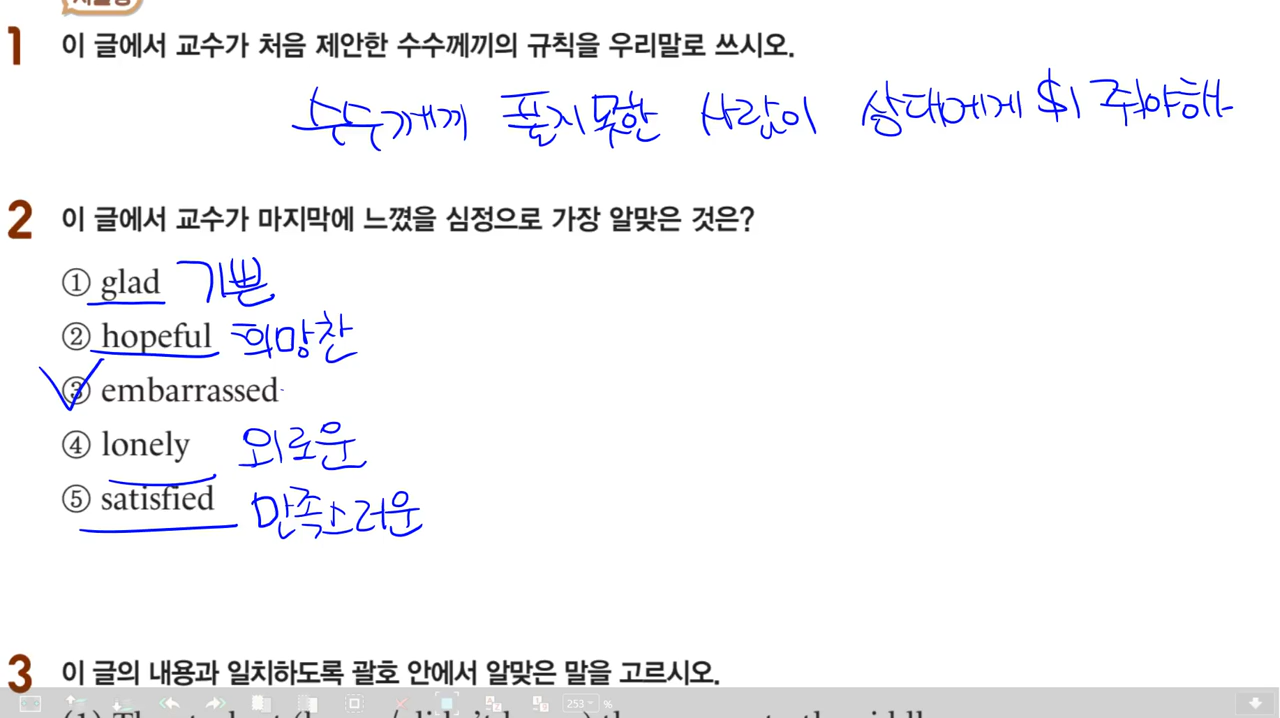 1 이 글에서 교수가 처음 제안한 수수께끼의 규칙을 우리말로 쓰시오.
수수께끼 풀지못한 사람이 상대에게 $1 줘야해
2 이 글에서 교수가 마지막에 느꼈을 심정으로 가장 알맞은 것은?
① glad 기쁜
② hopeful 희망찬
③ embarrassed
④ lonely 외로운
⑤ satisfied 만족스러운
3 이 글의 내용과 일치하도록 괄호 안에서 알맞은 말을 고르시오.
253 %